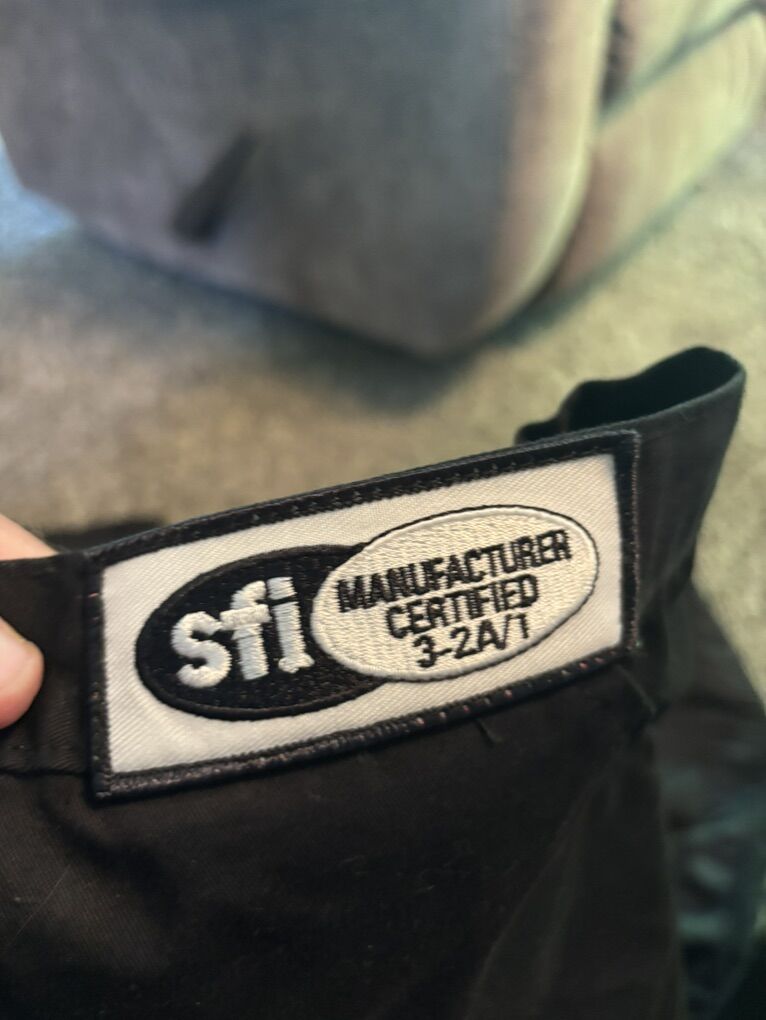 sfi
MANUFACTURER
CERTIFIED
3-2A/1